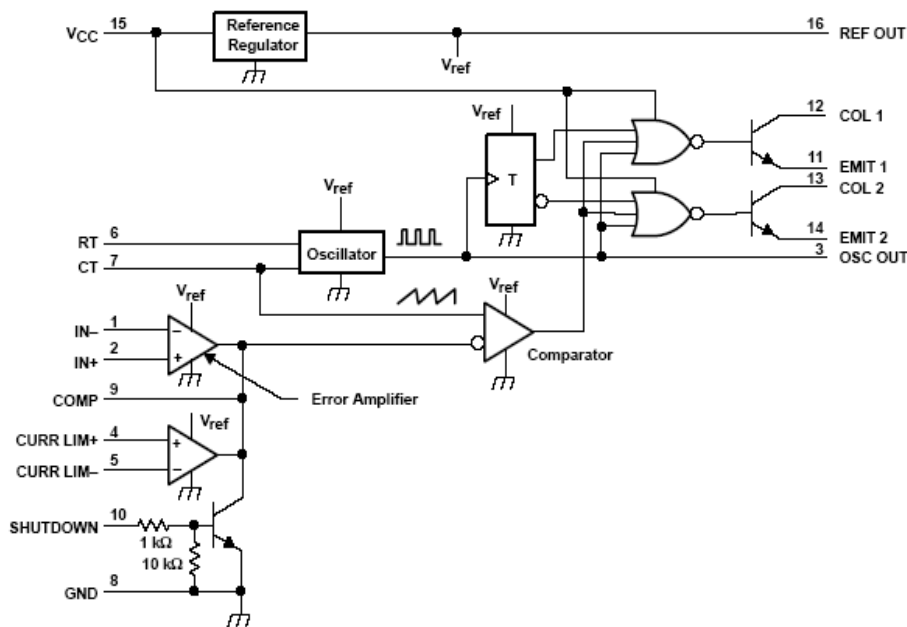 VCC 15
Reference Regulator
16 REF OUT
Vref
12 COL 1
Vref
11 EMIT 1
13 COL 2
T
Vref
14 EMIT 2
RT 6
Oscillator
3 OSC OUT
CT 7
Vref
Vref
IN– 1
IN+ 2
Comparator
COMP 9
Error Amplifier
Vref
CURR LIM+ 4
+
–
CURR LIM– 5
–
+
SHUTDOWN 10
1 kΩ
10 kΩ
GND 8